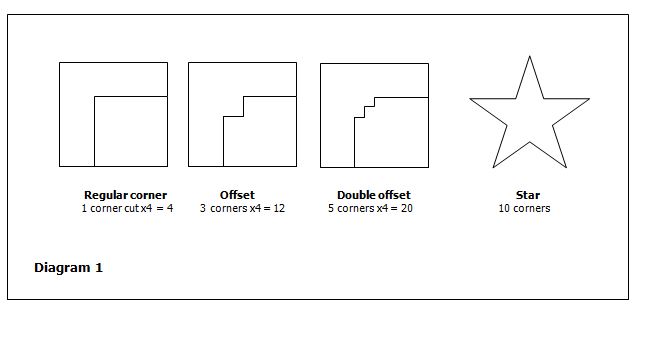 Regular corner
1 corner cut x4 = 4
Offset
3 corners x4 = 12
Double offset
5 corners x4 = 20
Star
10 corners
Diagram 1